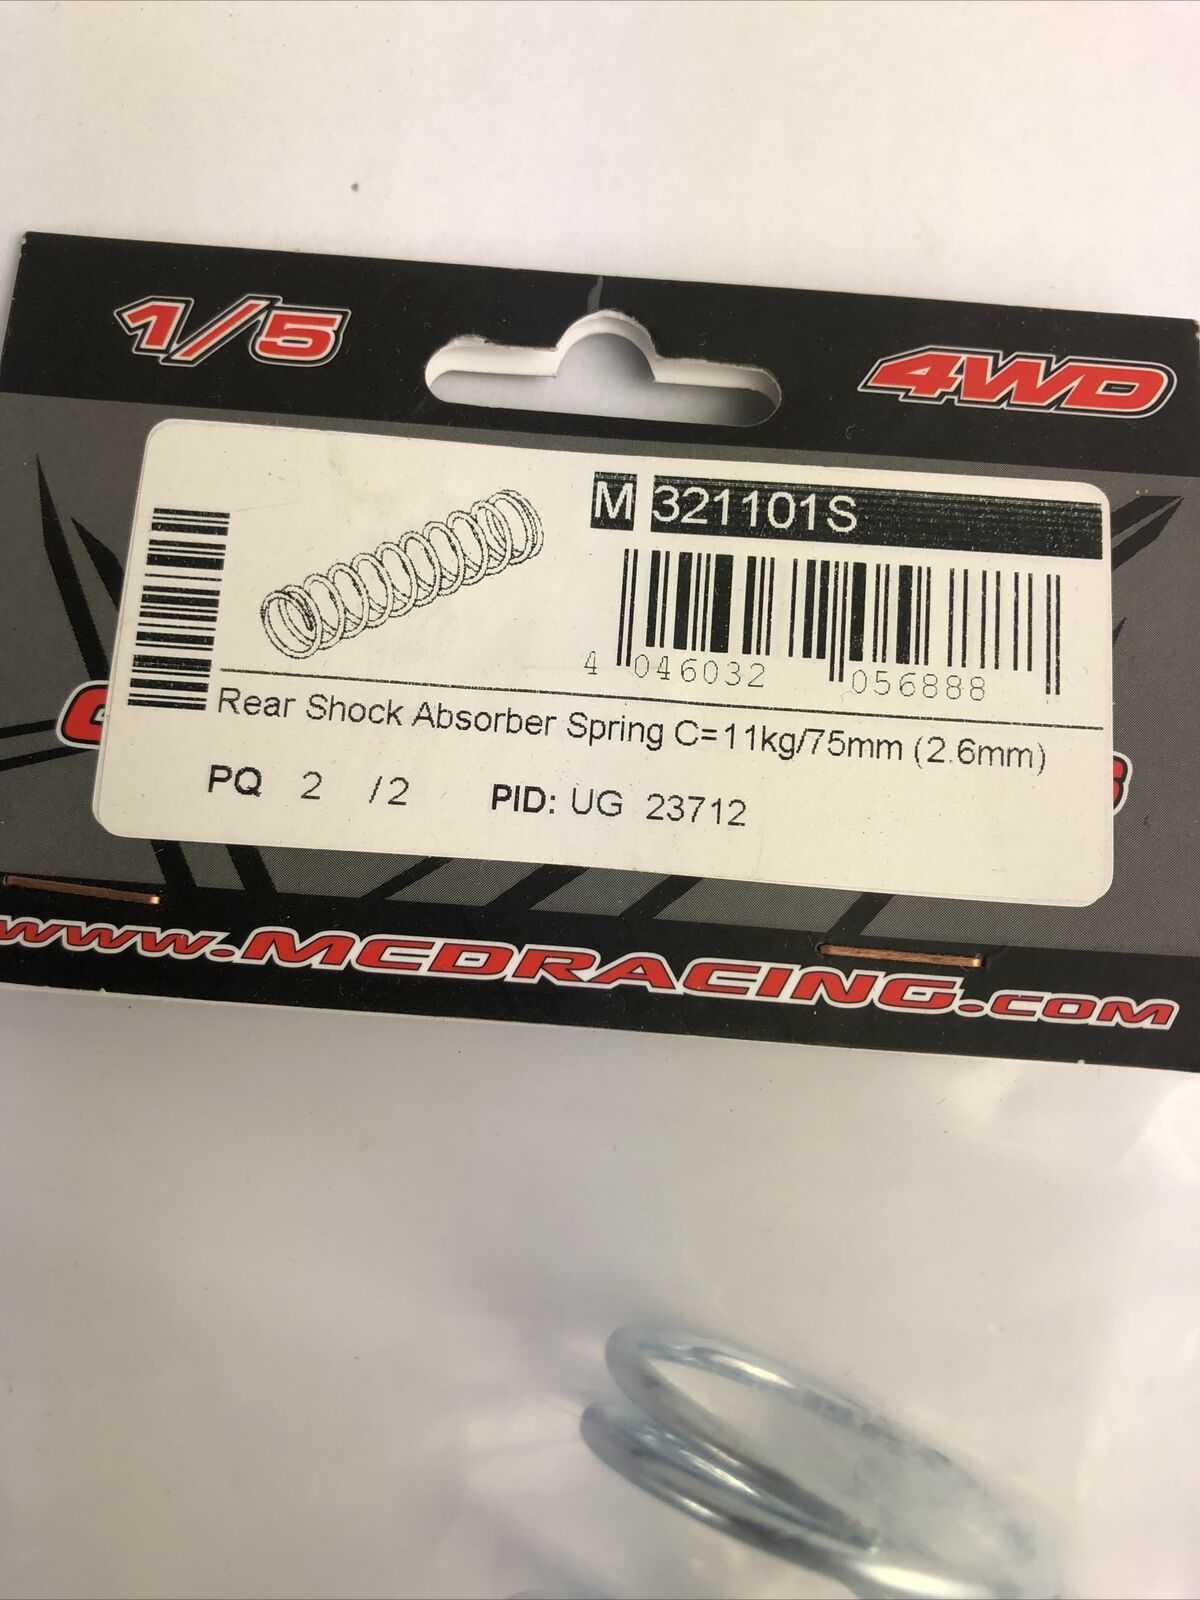 1/5
4WD
M 321101S
4 046032 056888
Rear Shock Absorber Spring C=11kg/75mm (2.6mm)
PQ 2 /2 PID: UG 23712
www.MCDRACING.COM